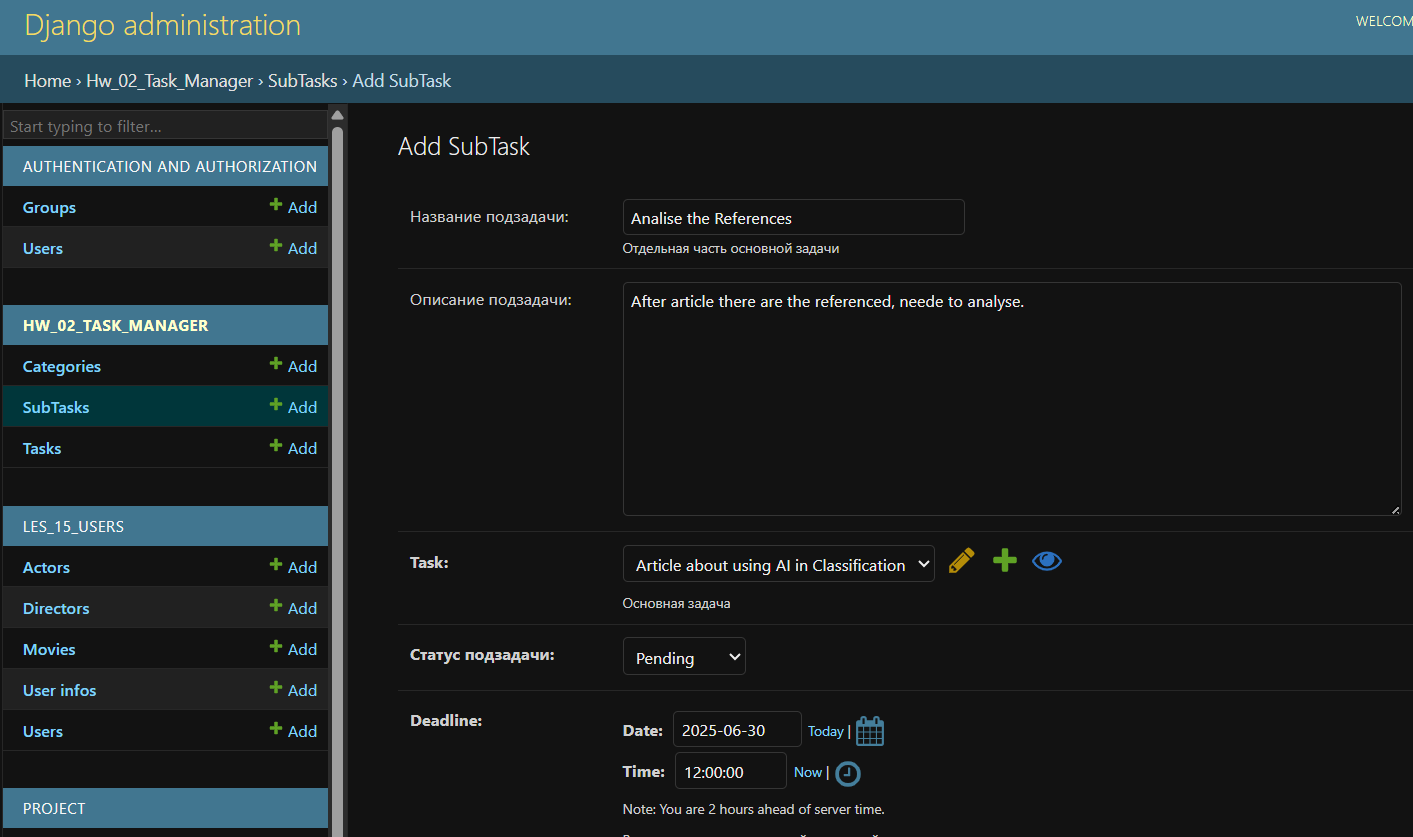 Django administration
WELCOM
Home › Hw_02_Task_Manager › SubTasks › Add SubTask
Start typing to filter...
AUTHENTICATION AND AUTHORIZATION
Groups Add
Users Add
HW_02_TASK_MANAGER
Categories Add
SubTasks Add
Tasks Add
LES_15_USERS
Actors Add
Directors Add
Movies Add
User infos Add
Users Add
PROJECT
Add SubTask
Название подзадачи: Analise the References
Отдельная часть основной задачи
Описание подзадачи: After article there are the referenced, neede to analyse.
Task: Article about using AI in Classification
Основная задача
Статус подзадачи: Pending
Deadline: Date: 2025-06-30 Today |
Time: 12:00:00 Now |
Note: You are 2 hours ahead of server time.